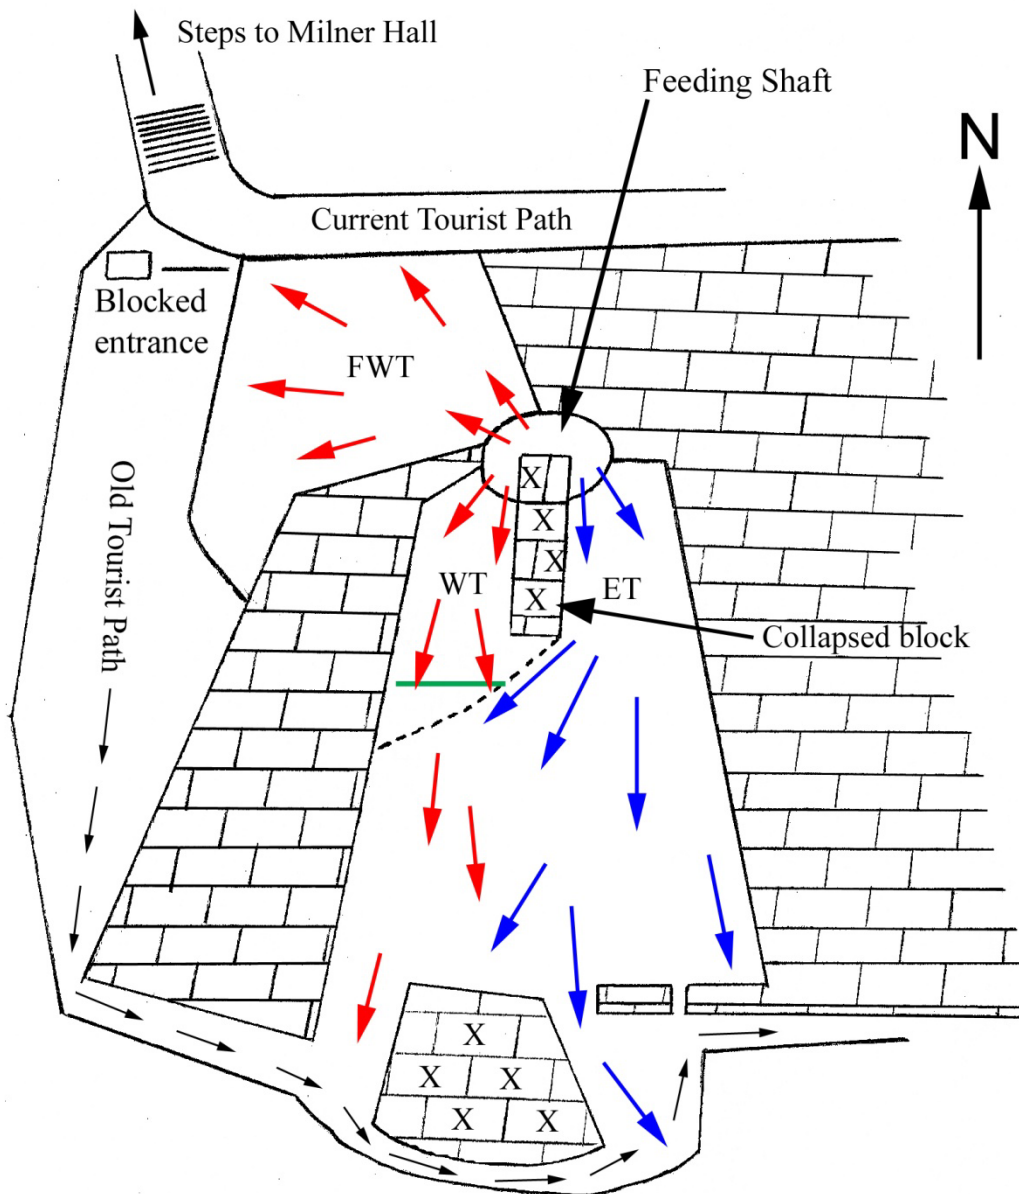 Steps to Milner Hall
Feeding Shaft
N
Current Tourist Path
Blocked
entrance
FWT
Old Tourist Path
X
X
X
WT
ET
X
Collapsed block
X
X
X
X
X